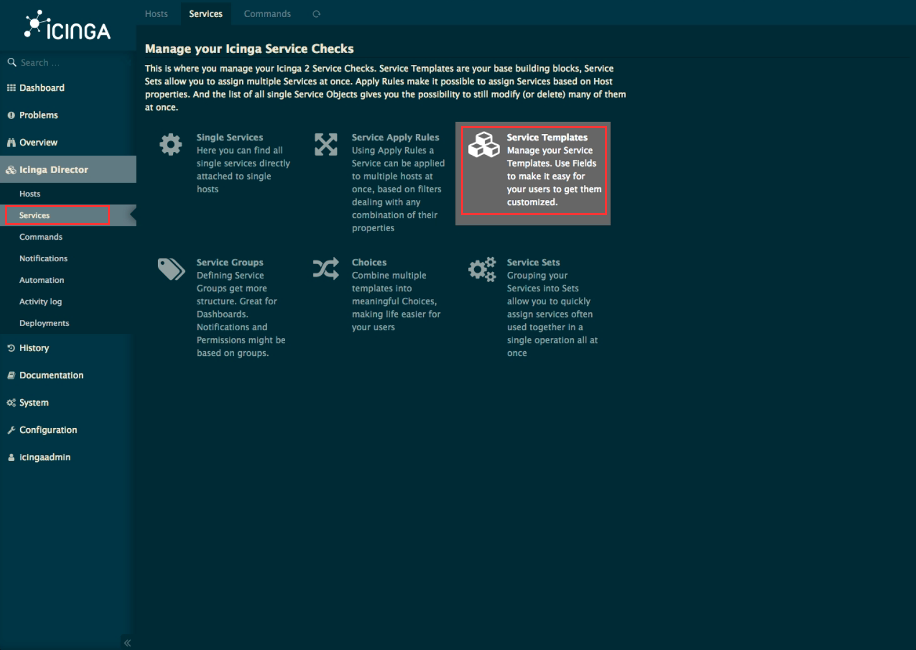 ICINGA
Hosts Services Commands
Search ...
Dashboard
Problems
Overview
Icinga Director
Hosts
Services
Commands
Notifications
Automation
Activity log
Deployments
History
Documentation
System
Configuration
icingaadmin
Manage your Icinga Service Checks
This is where you manage your Icinga 2 Service Checks. Service Templates are your base building blocks, Service
Sets allow you to assign multiple Services at once. Apply Rules make it possible to assign Services based on Host
properties. And the list of all single Service Objects gives you the possibility to still modify (or delete) many of them
at once.
Single Services
Here you can find all
single services directly
attached to single
hosts
Service Apply Rules
Using Apply Rules a
Service can be applied
to multiple hosts at
once, based on filters
dealing with any
combination of their
properties
Service Templates
Manage your Service
Templates. Use Fields
to make it easy for
your users to get them
customized.
Service Groups
Defining Service
Groups get more
structure. Great for
Dashboards.
Notifications and
Permissions might be
based on groups.
Choices
Combine multiple
templates into
meaningful Choices,
making life easier for
your users
Service Sets
Grouping your
Services into Sets
allow you to quickly
assign services often
used together in a
single operation all at
once